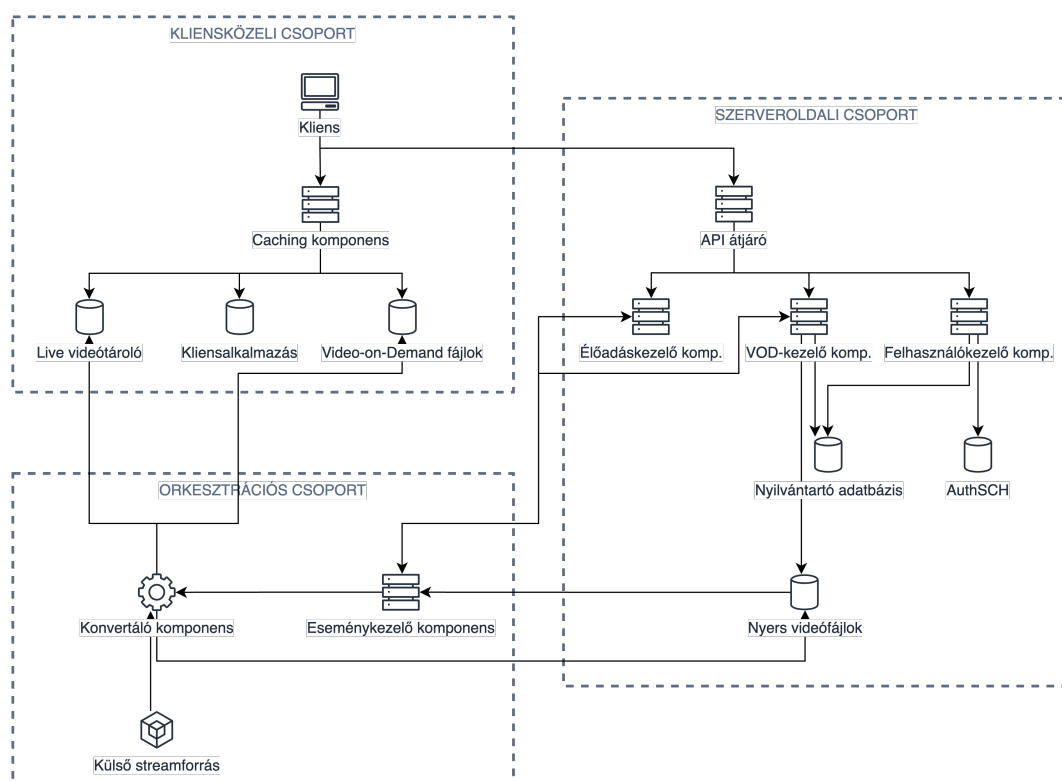 KLIENSKÖZELI CSOPORT
Kliens
Caching komponens
Live videótároló
Kliensalkalmazás
Video-on-Demand fájlok
SZERVEROLDALI CSOPORT
API átjáró
Élőadáskezelő komp.
VOD-kezelő komp.
Felhasználókezelő komp.
Nyilvántartó adatbázis
AuthSCH
Nyers videófájlok
ORKESZTRÁCIÓS CSOPORT
Konvertáló komponens
Eseménykezelő komponens
Külső streamforrás